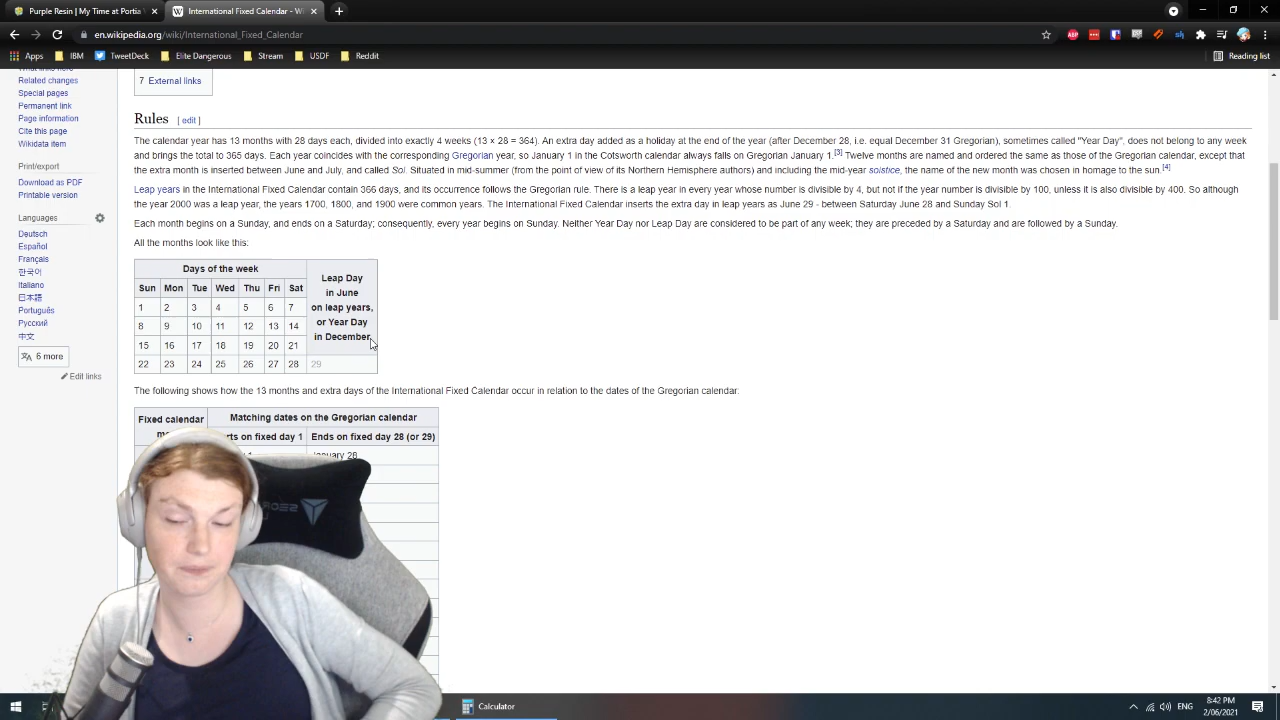 Purple Resin | My Time at Portia
International Fixed Calendar - Wi
en.wikipedia.org/wiki/International_Fixed_Calendar
Apps IBM TweetDeck Elite Dangerous Stream USDF Reddit Reading list
Related changes
Special pages
Permanent link
Page information
Cite this page
Wikidata item
Print/export
Download as PDF
Printable version
Languages
Deutsch
Español
Français
한국어
Italiano
日本語
Português
Русский
中文
6 more
Edit links
7 External links
Rules [ edit ]
The calendar year has 13 months with 28 days each, divided into exactly 4 weeks (13 x 28 = 364). An extra day added as a holiday at the end of the year (after December 28, i.e. equal December 31 Gregorian), sometimes called "Year Day", does not belong to any week
and brings the total to 365 days. Each year coincides with the corresponding Gregorian year, so January 1 in the Cotsworth calendar always falls on Gregorian January 1.[3] Twelve months are named and ordered the same as those of the Gregorian calendar, except that
the extra month is inserted between June and July, and called Sol. Situated in mid-summer (from the point of view of its Northern Hemisphere authors) and including the mid-year solstice, the name of the new month was chosen in homage to the sun.[4]
Leap years in the International Fixed Calendar contain 366 days, and its occurrence follows the Gregorian rule. There is a leap year in every year whose number is divisible by 4, but not if the year number is divisible by 100, unless it is also divisible by 400. So although
the year 2000 was a leap year, the years 1700, 1800, and 1900 were common years. The International Fixed Calendar inserts the extra day in leap years as June 29 - between Saturday June 28 and Sunday Sol 1.
Each month begins on a Sunday, and ends on a Saturday; consequently, every year begins on Sunday. Neither Year Day nor Leap Day are considered to be part of any week; they are preceded by a Saturday and are followed by a Sunday.
All the months look like this:
Days of the week
Leap Day
in June
on leap years,
or Year Day
in December
Sun Mon Tue Wed Thu Fri Sat
1 2 3 4 5 6 7
8 9 10 11 12 13 14
15 16 17 18 19 20 21
22 23 24 25 26 27 28 29
The following shows how the 13 months and extra days of the International Fixed Calendar occur in relation to the dates of the Gregorian calendar:
Fixed calendar
Matching dates on the Gregorian calendar
on fixed day 1 Ends on fixed day 28 (or 29)
28
Calculator
ENG
8:42 PM
2/06/2021